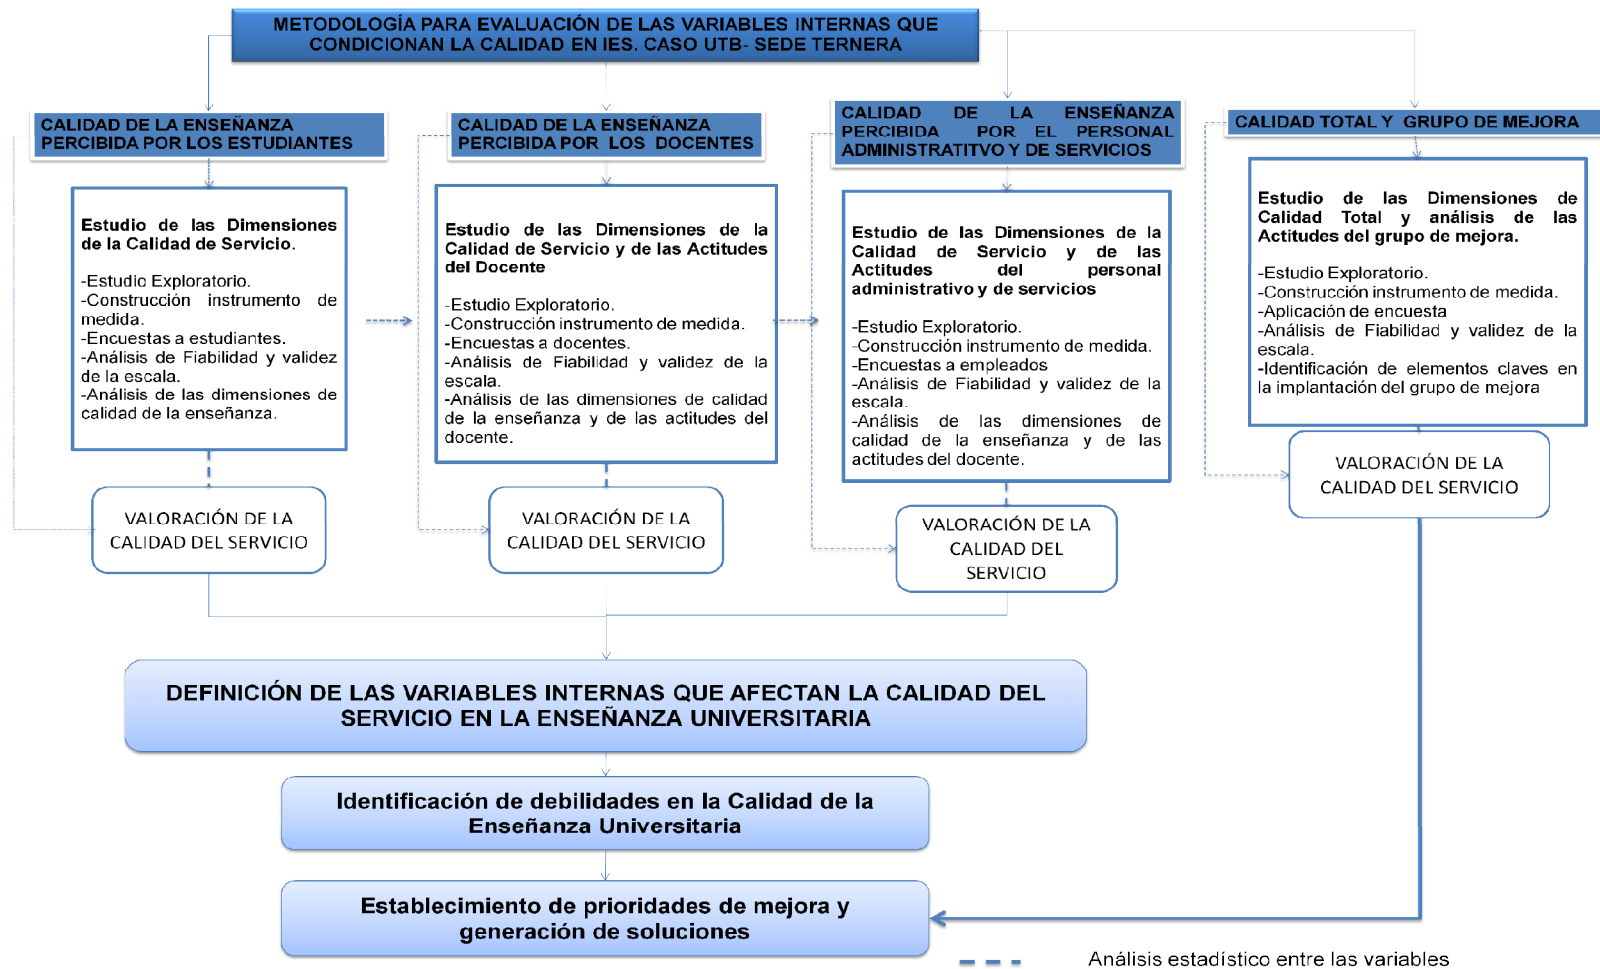 METODOLOGÍA PARA EVALUACIÓN DE LAS VARIABLES INTERNAS QUE
CONDICIONAN LA CALIDAD EN IES. CASO UTB- SEDE TERNERA
CALIDAD DE LA ENSEÑANZA
PERCIBIDA POR LOS ESTUDIANTES
Estudio de las Dimensiones
de la Calidad de Servicio.
-Estudio Exploratorio.
-Construcción instrumento de
medida.
-Encuestas a estudiantes.
-Análisis de Fiabilidad y validez
de la escala.
-Análisis de las dimensiones de
calidad de la enseñanza.
VALORACIÓN DE LA
CALIDAD DEL SERVICIO
CALIDAD DE LA ENSEÑANZA
PERCIBIDA POR LOS DOCENTES
Estudio de las Dimensiones de la
Calidad de Servicio y de las Actitudes
del Docente
-Estudio Exploratorio.
-Construcción instrumento de medida.
-Encuestas a docentes.
-Análisis de Fiabilidad y validez de la
escala.
-Análisis de las dimensiones de calidad
de la enseñanza y de las actitudes del
docente.
VALORACIÓN DE LA
CALIDAD DEL SERVICIO
CALIDAD DE LA ENSEÑANZA
PERCIBIDA POR EL PERSONAL
ADMINISTRATITVO Y DE SERVICIOS
Estudio de las Dimensiones de la
Calidad de Servicio y de las
Actitudes del personal
administrativo y de servicios
-Estudio Exploratorio.
-Construcción instrumento de medida.
-Encuestas a empleados
-Análisis de Fiabilidad y validez de la
escala.
-Análisis de las dimensiones de
calidad de la enseñanza y de las
actitudes del docente.
VALORACIÓN DE LA
CALIDAD DEL
SERVICIO
CALIDAD TOTAL Y GRUPO DE MEJORA
Estudio de las Dimensiones de
Calidad Total y análisis de las
Actitudes del grupo de mejora.
-Estudio Exploratorio.
-Construcción instrumento de medida.
-Aplicación de encuesta
-Análisis de Fiabilidad y validez de la
escala.
-Identificación de elementos claves en
la implantación del grupo de mejora
VALORACIÓN DE LA
CALIDAD DEL SERVICIO
DEFINICIÓN DE LAS VARIABLES INTERNAS QUE AFECTAN LA CALIDAD DEL
SERVICIO EN LA ENSEÑANZA UNIVERSITARIA
Identificación de debilidades en la Calidad de la
Enseñanza Universitaria
Establecimiento de prioridades de mejora y
generación de soluciones
Análisis estadístico entre las variables